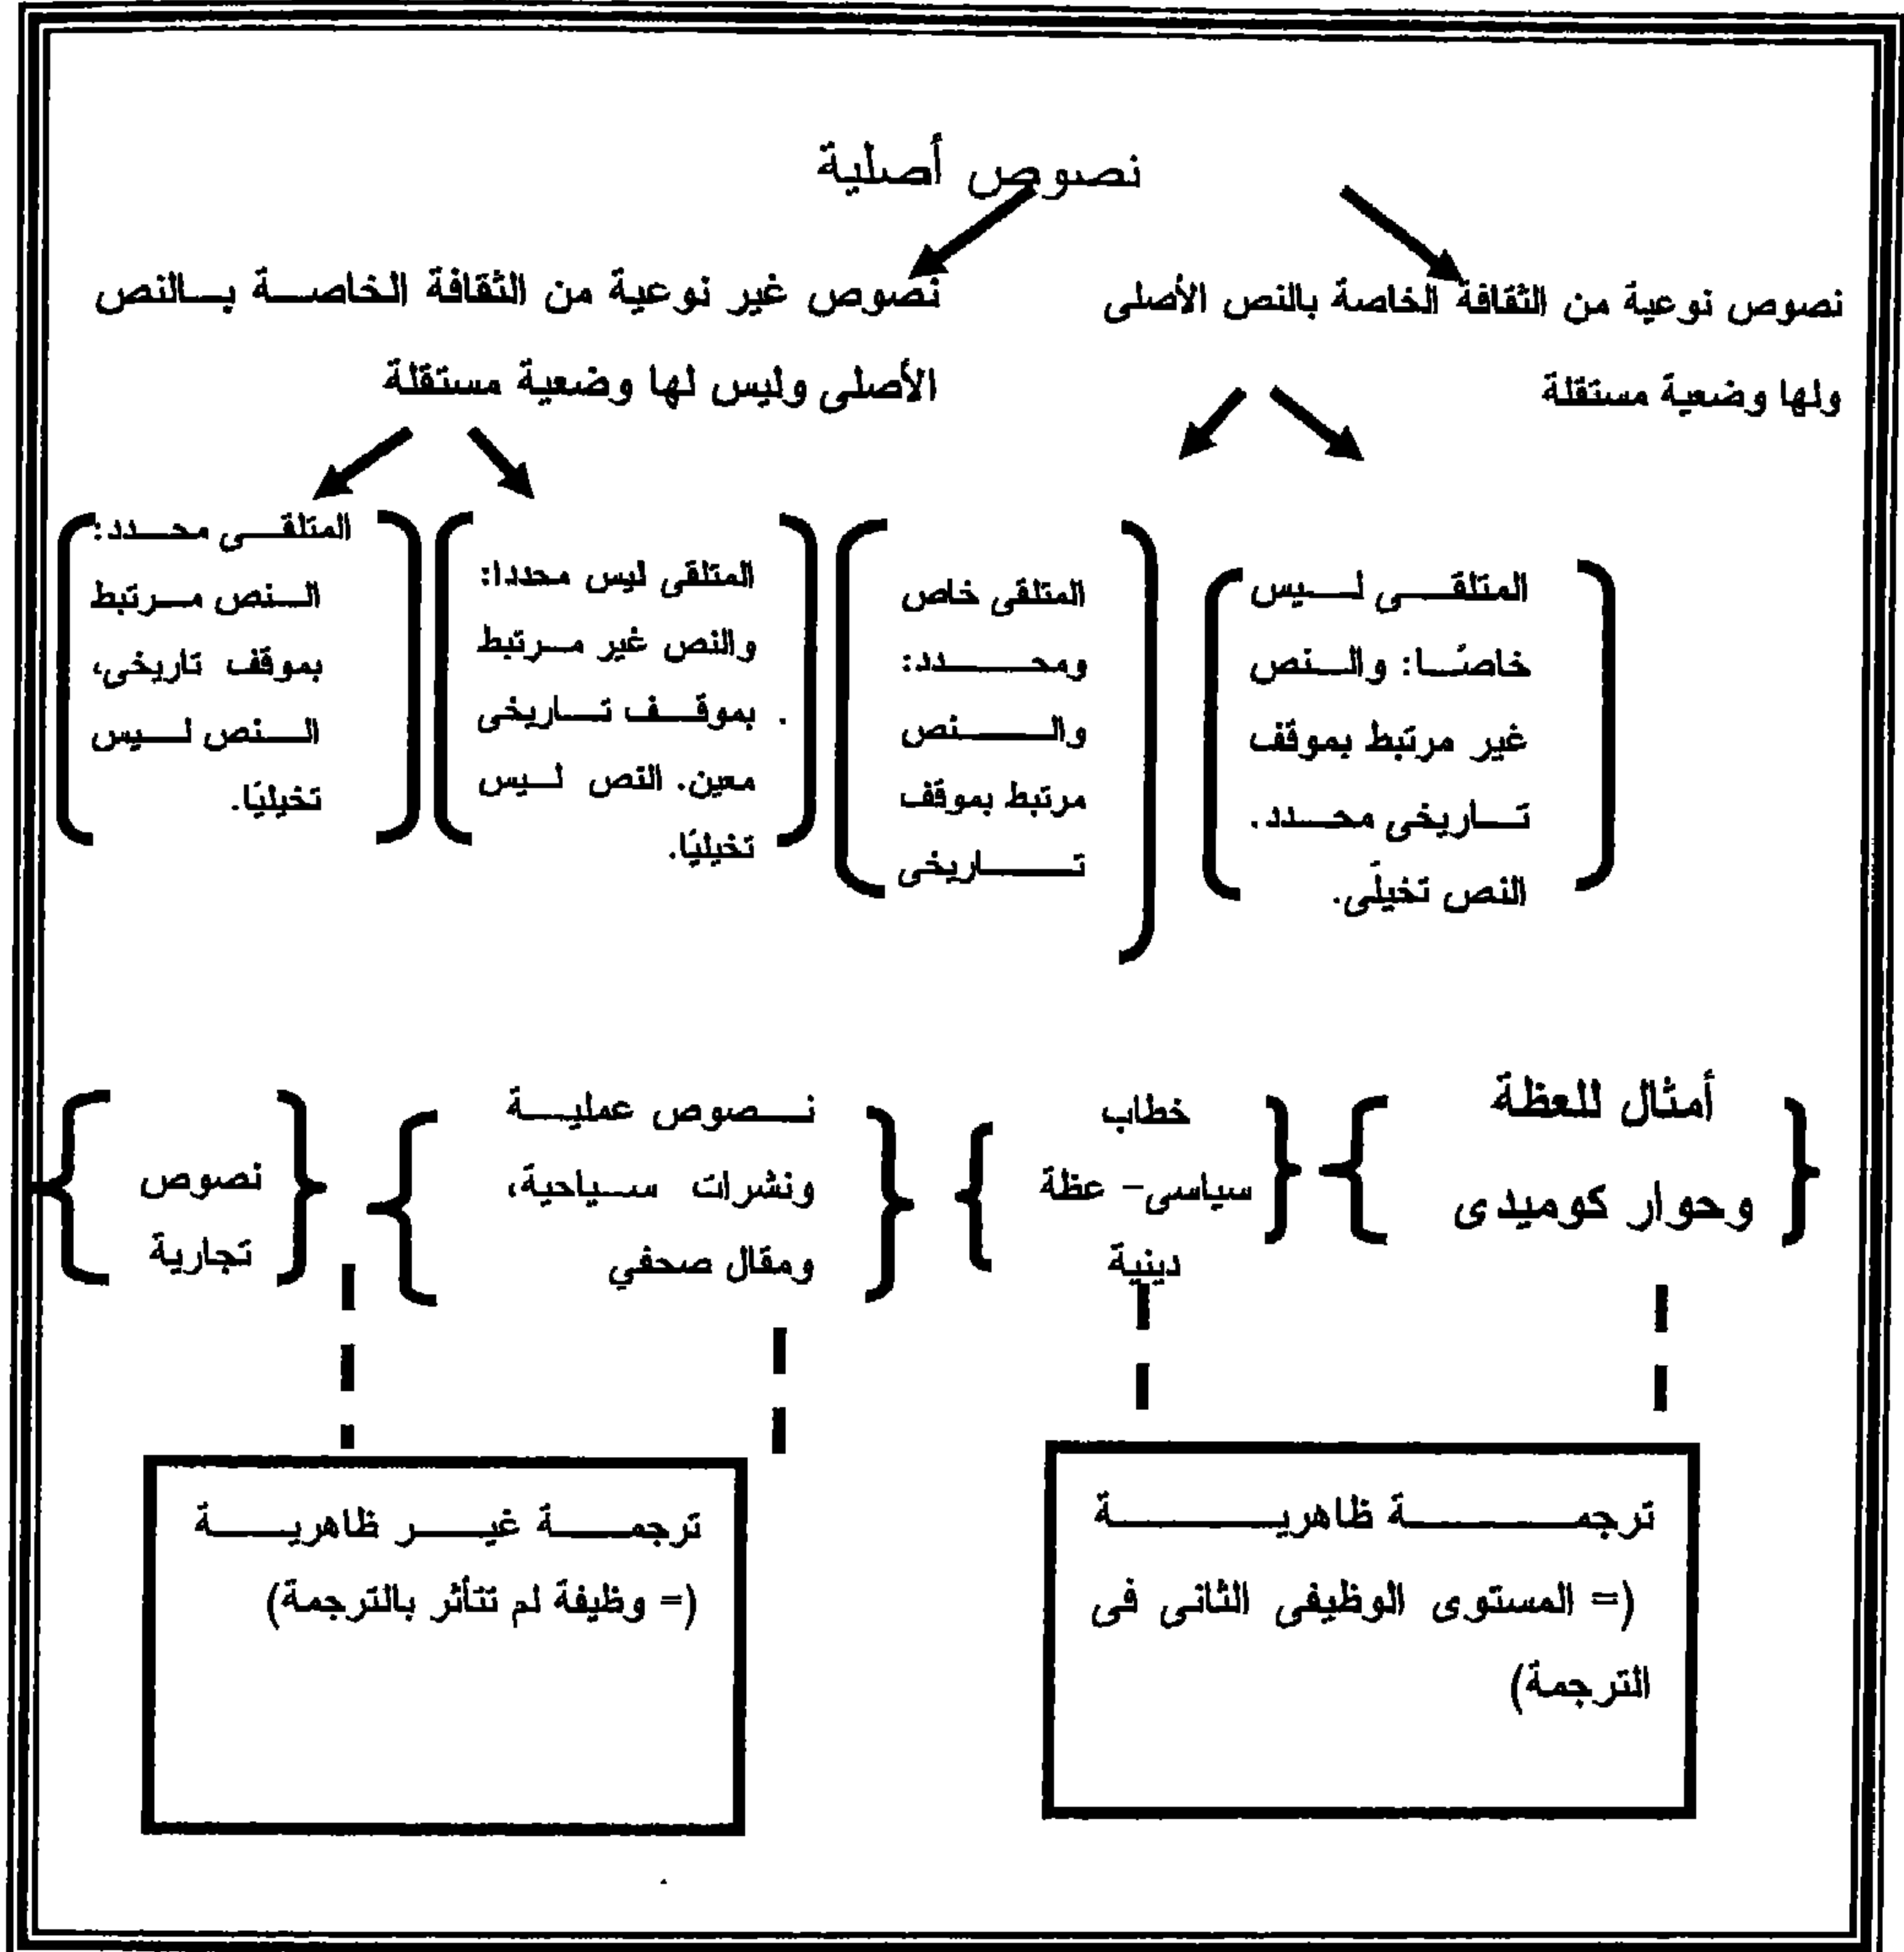 نصوص أصلية
نصوص نوعية من الثقافة الخاصة بالنص الأصلى
ولها وضعية مستقلة
نصوص غير نوعية من الثقافة الخاصة بالنص
الأصلى وليس لها وضعية مستقلة
المتلقى ليس
خاصًا: والنص
غير مرتبط بموقف
تاريخى محدد.
النص تخيلى.
المتلقى خاص
ومحدد:
والنص
مرتبط بموقف
تاريخى
المتلقى ليس محددا:
والنص غير مرتبط
بموقف تاريخى
معين. النص ليس
تخيليًا.
المتلقى محدد:
النص مرتبط
بموقف تاريخى،
النص ليس
تخيليًا.
أمثال للعظة
وحوار كوميدى
خطاب
سياسى- عظة
دينية
نصوص عملية
ونشرات سياحية،
ومقال صحفي
نصوص
تجارية
ترجمة ظاهرية
(= المستوى الوظيفى الثانى فى
الترجمة)
ترجمة غير ظاهرية
(= وظيفة لم تتأثر بالترجمة)